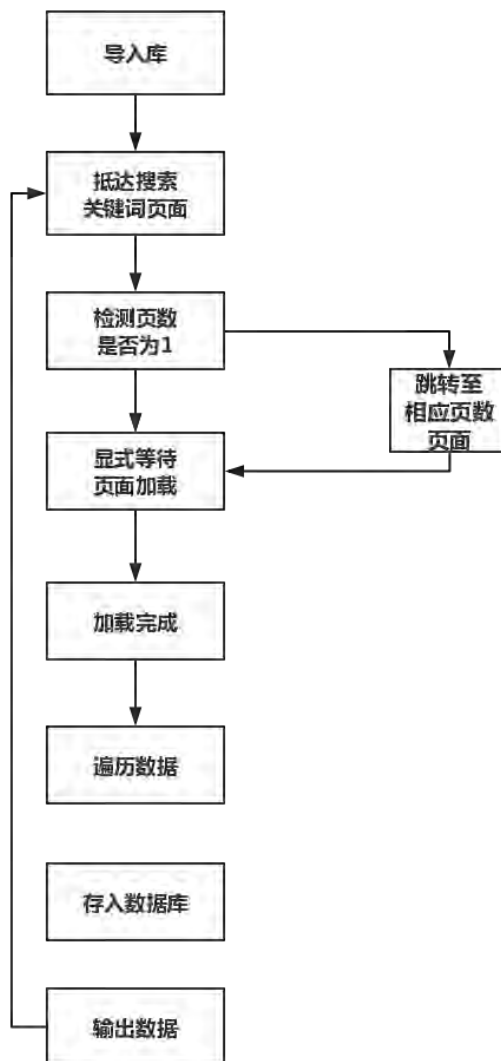 导入库
抵达搜索
关键词页面
检测页数
是否为1
跳转至
相应页数
页面
显式等待
页面加载
加载完成
遍历数据
存入数据库
输出数据